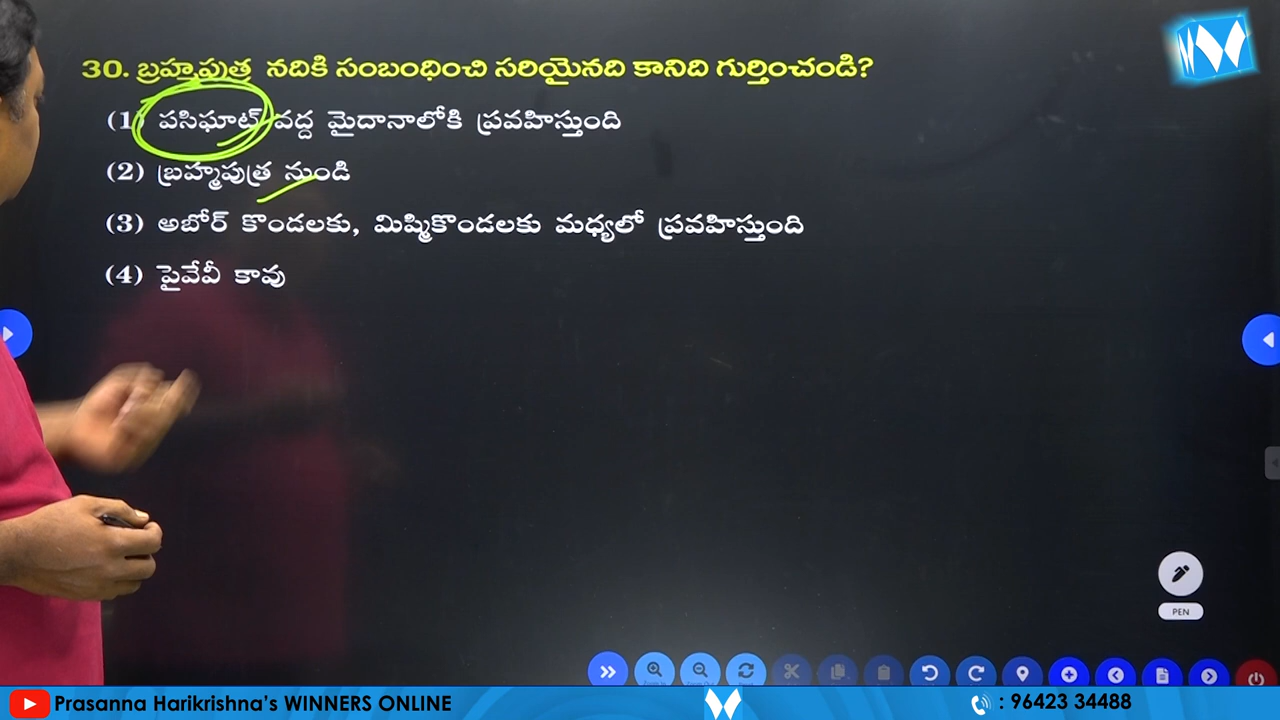 30. బ్రహ్మపుత్ర నదికి సంబంధించి సరియైనది కానిది గుర్తించండి?
(1) పసిఘాట్ వద్ద మైదానాలోకి ప్రవహిస్తుంది
(2) బ్రహ్మపుత్ర నుండి
(3) అబోర్ కొండలకు, మిష్మికొండలకు మధ్యలో ప్రవహిస్తుంది
(4) పైవేవీ కావు
PEN
Prasanna Harikrishna's WINNERS ONLINE
: 96423 34488